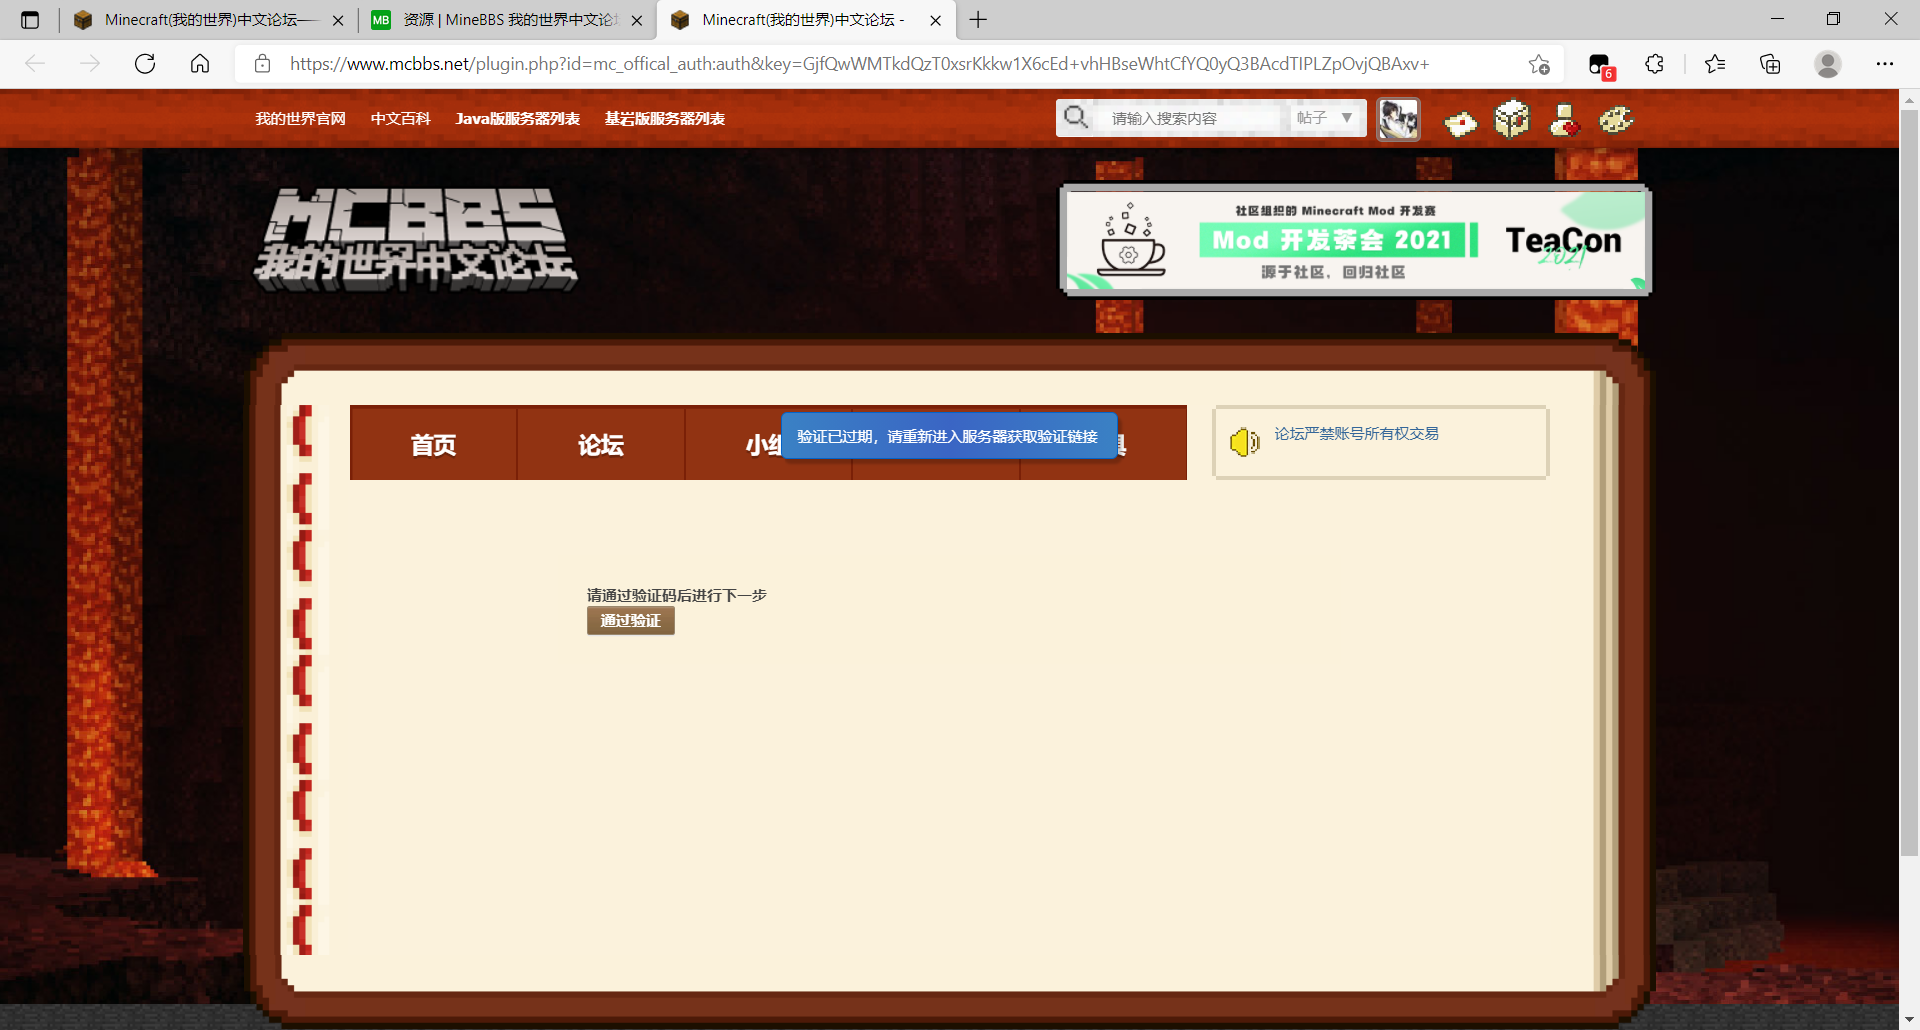 Minecraft(我的世界)中文论坛—
资源 | MineBBS 我的世界中文论
Minecraft(我的世界)中文论坛 -
https://www.mcbbs.net/plugin.php?id=mc_offical_auth:auth&key=GjfQwWMTkdQzT0xsrKkkw1X6cEd+vhHBseWhtCfYQ0yQ3BAcdTIPLZpOvjQBAxv+
6
我的世界官网 中文百科 Java版服务器列表 基岩版服务器列表
请输入搜索内容 帖子
MCBBS
我的世界中文论坛
社区组织的 Minecraft Mod 开发赛
Mod 开发茶会 2021
源于社区，回归社区
TeaCon
2021
首页 论坛 小组 具
验证已过期，请重新进入服务器获取验证链接
论坛严禁账号所有权交易
请通过验证码后进行下一步
通过验证